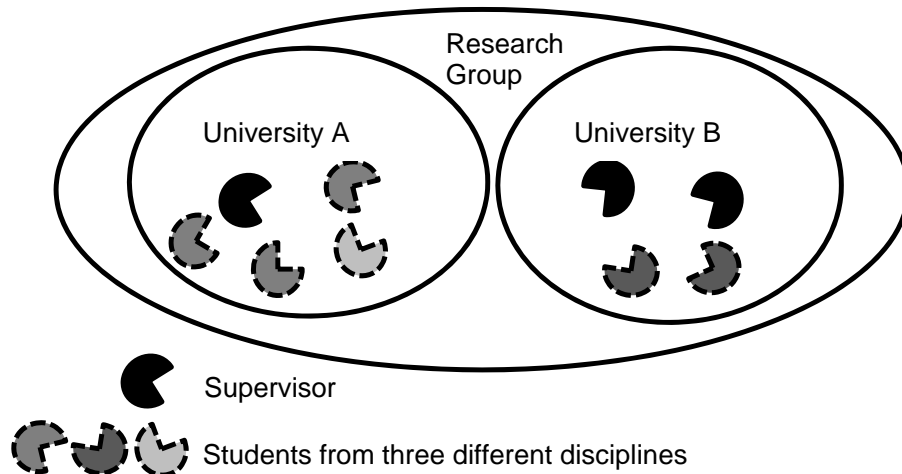 Research
Group
University A
University B
Supervisor
Students from three different disciplines